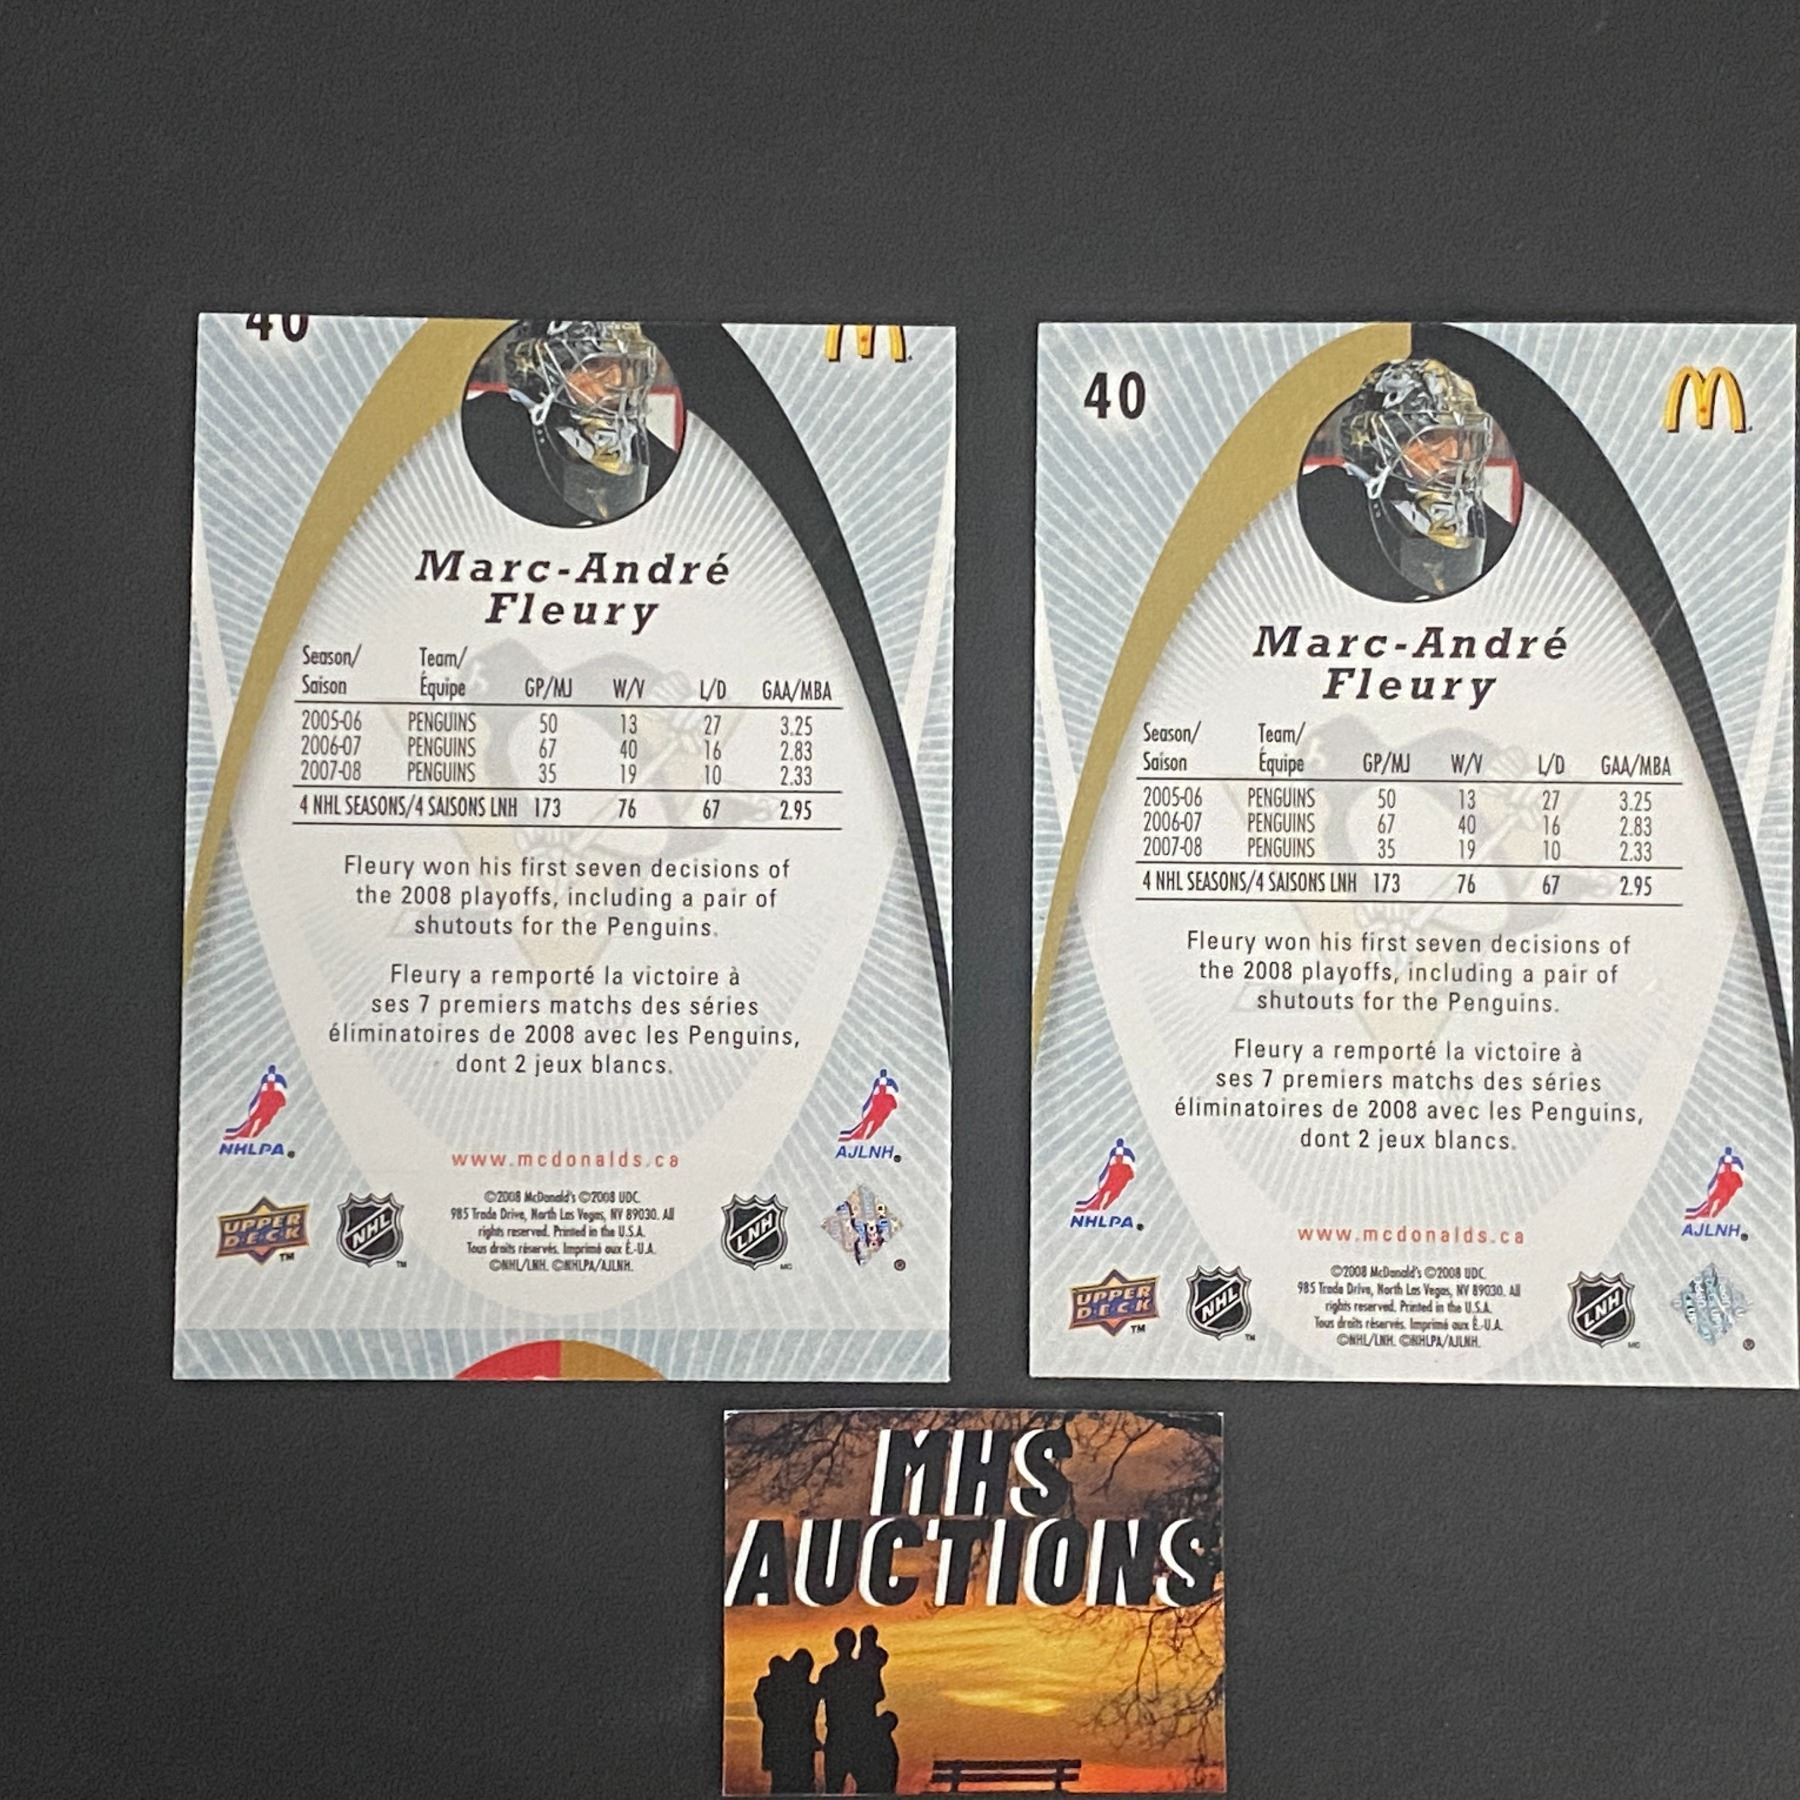 40
Marc-André
Fleury
Season/ Team/
Saison Équipe GP/MJ W/V L/D GAA/MBA
2005-06 PENGUINS 50 13 27 3.25
2006-07 PENGUINS 67 40 16 2.83
2007-08 PENGUINS 35 19 10 2.33
4 NHL SEASONS/4 SAISONS LNH 173 76 67 2.95
Fleury won his first seven decisions of
the 2008 playoffs, including a pair of
shutouts for the Penguins.
Fleury a remporté la victoire à
ses 7 premiers matchs des séries
éliminatoires de 2008 avec les Penguins,
dont 2 jeux blancs.
NHLPA®
AJLNH®
www.mcdonalds.ca
UPPER
DECK™
NHL™
©2008 McDonald's ©2008 UDC.
985 Trade Drive, North Las Vegas, NV 89030. All
rights reserved. Printed in the U.S.A.
Tous droits réservés. Imprimé aux É.-U.A.
©NHL/LNH. ©NHLPA/AJLNH.
LNH MC
®
40
M
Marc-André
Fleury
Season/ Team/
Saison Équipe GP/MJ W/V L/D GAA/MBA
2005-06 PENGUINS 50 13 27 3.25
2006-07 PENGUINS 67 40 16 2.83
2007-08 PENGUINS 35 19 10 2.33
4 NHL SEASONS/4 SAISONS LNH 173 76 67 2.95
Fleury won his first seven decisions of
the 2008 playoffs, including a pair of
shutouts for the Penguins.
Fleury a remporté la victoire à
ses 7 premiers matchs des séries
éliminatoires de 2008 avec les Penguins,
dont 2 jeux blancs.
NHLPA®
AJLNH®
www.mcdonalds.ca
UPPER
DECK™
NHL™
©2008 McDonald's ©2008 UDC.
985 Trade Drive, North Las Vegas, NV 89030. All
rights reserved. Printed in the U.S.A.
Tous droits réservés. Imprimé aux É.-U.A.
©NHL/LNH. ©NHLPA/AJLNH.
LNH MC
®
MHS
AUCTIONS